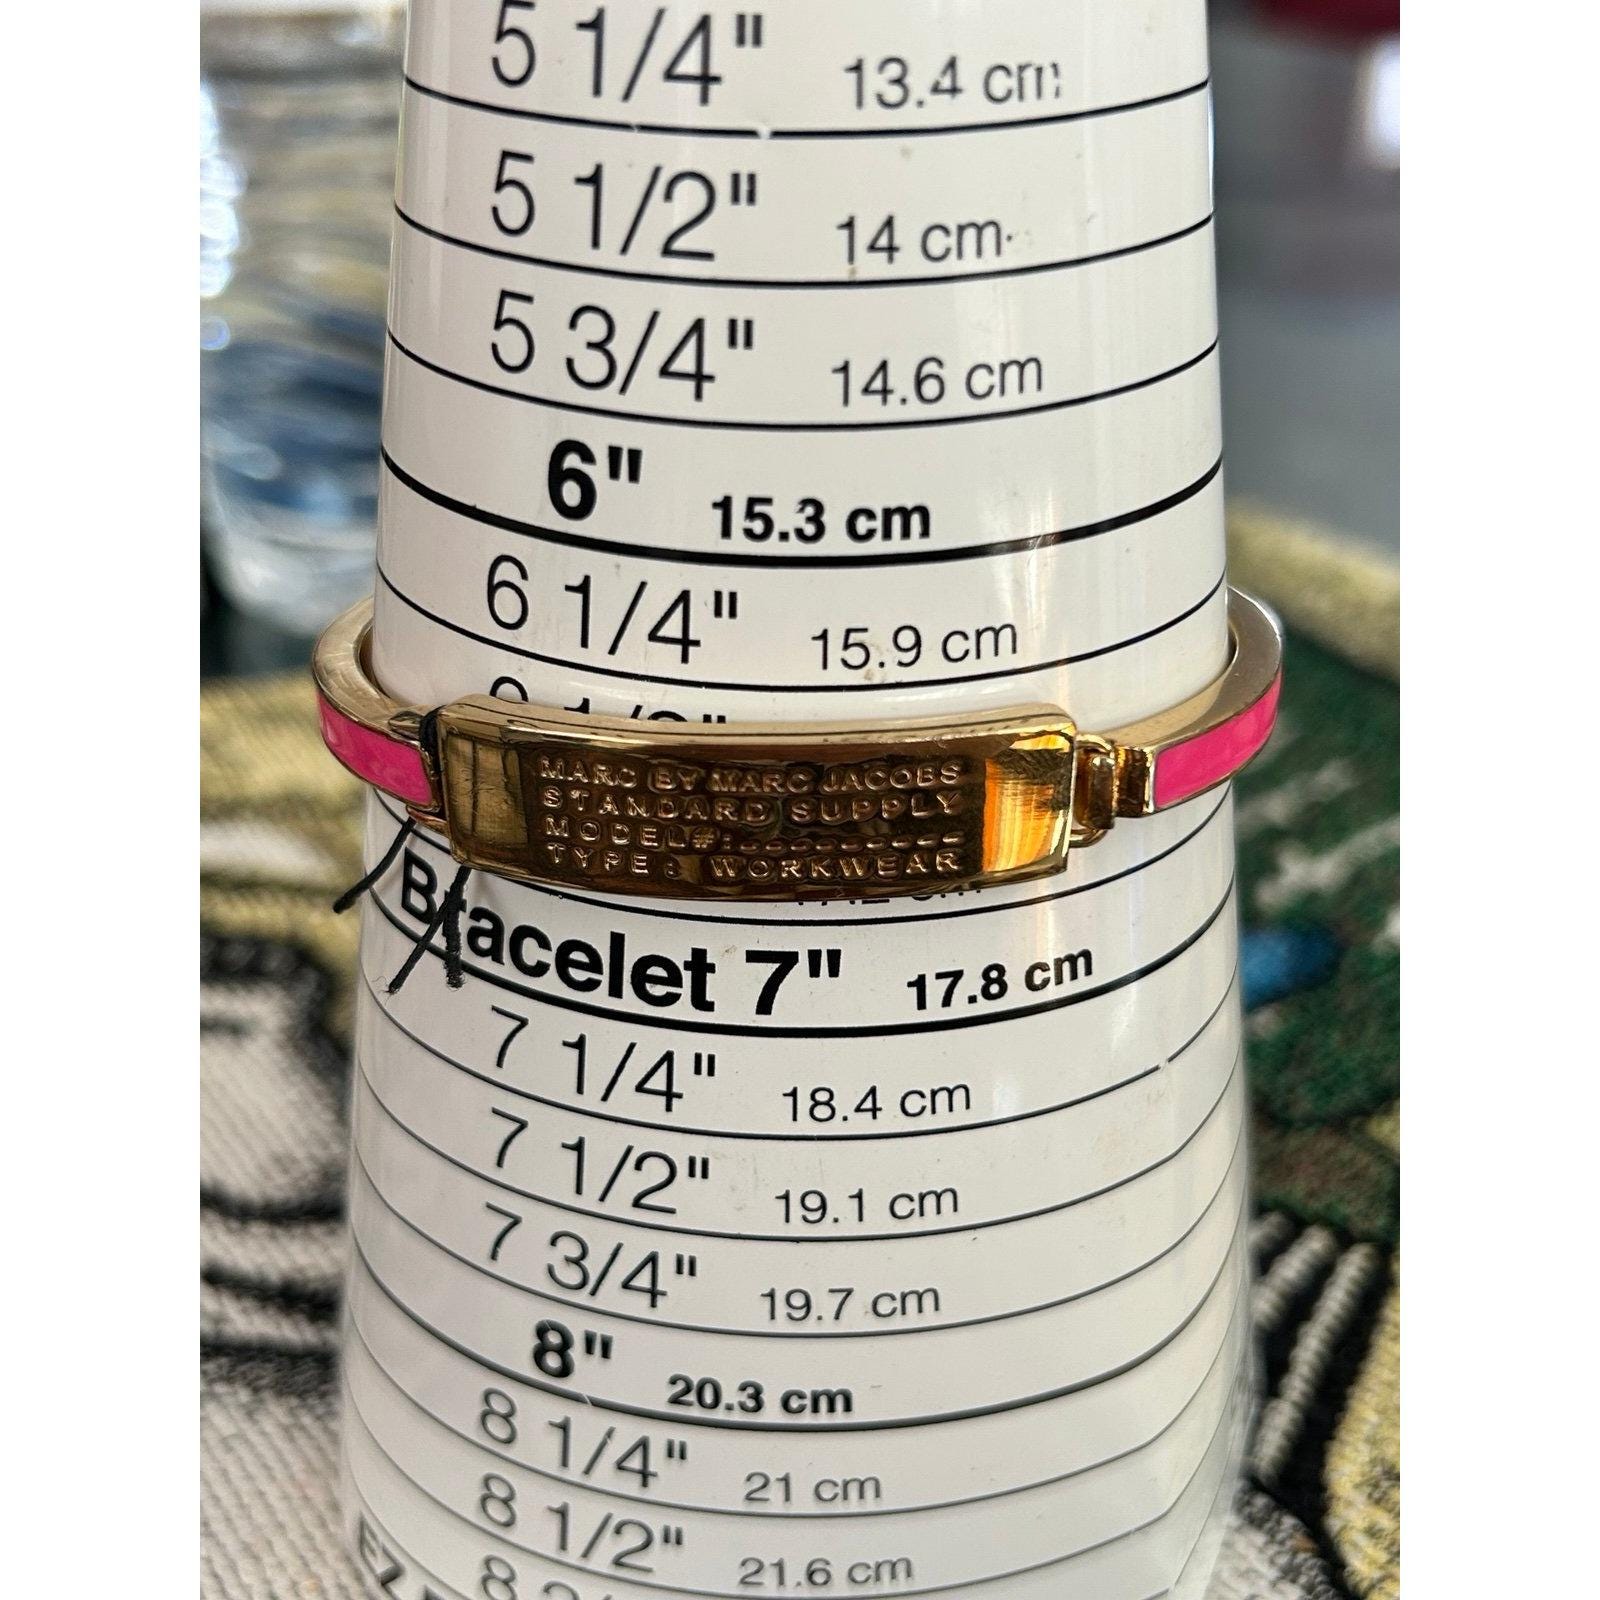 5 1/4" 13.4 cm
5 1/2" 14 cm
5 3/4" 14.6 cm
6" 15.3 cm
6 1/4" 15.9 cm
MARC BY MARC JACOBS
STANDARD SUPPLY
MODEL#:
TYPE: WORKWEAR
Bracelet 7" 17.8 cm
7 1/4" 18.4 cm
7 1/2" 19.1 cm
7 3/4" 19.7 cm
8" 20.3 cm
8 1/4" 21 cm
8 1/2" 21.6 cm
EZ